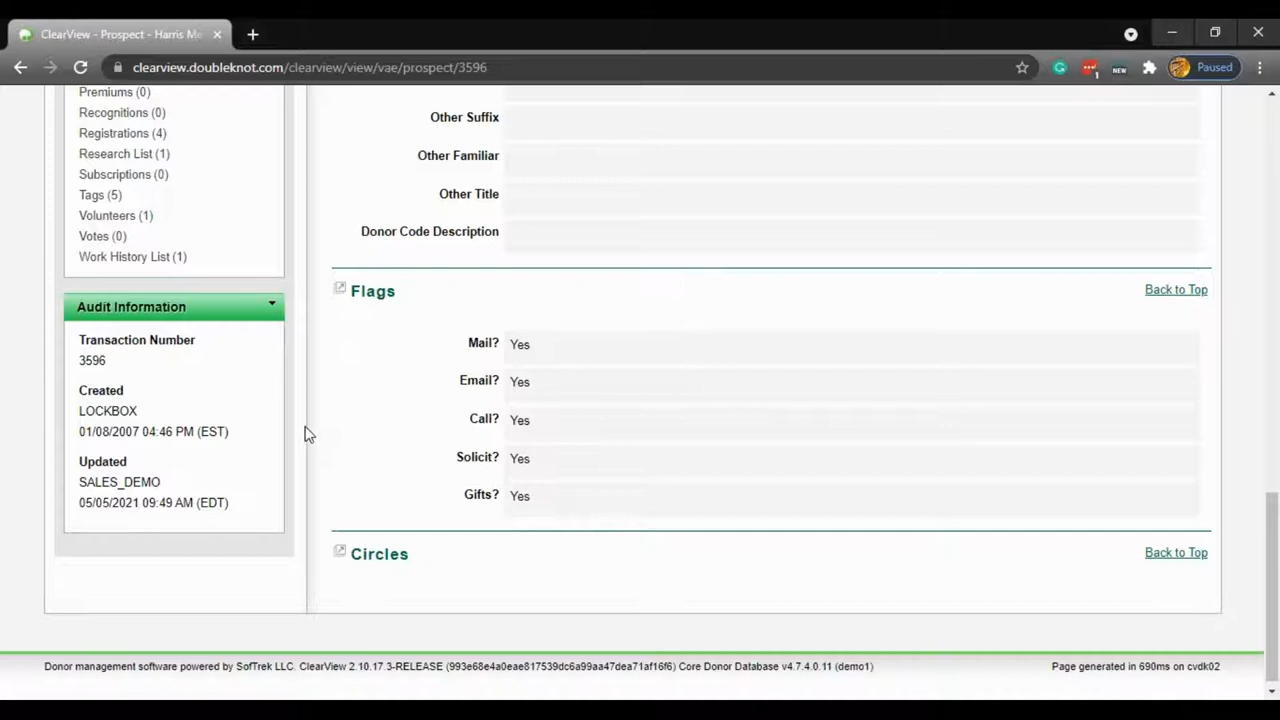 ClearView - Prospect - Harris Me
Paused
clearview.doubleknot.com/clearview/view/vae/prospect/3596
1
NEW
Premiums (0)
Recognitions (0)
Registrations (4)
Research List (1)
Subscriptions (0)
Tags (5)
Volunteers (1)
Votes (0)
Work History List (1)
Audit Information
Transaction Number
3596
Created
LOCKBOX
01/08/2007 04:46 PM (EST)
Updated
SALES_DEMO
05/05/2021 09:49 AM (EDT)
Other Suffix
Other Familiar
Other Title
Donor Code Description
Flags
Back to Top
Mail? Yes
Email? Yes
Call? Yes
Solicit? Yes
Gifts? Yes
Circles
Back to Top
Donor management software powered by SofTrek LLC. ClearView 2.10.17.3-RELEASE (993e68e4a0eae817539dc6a99aa47dea71af16f6) Core Donor Database v4.7.4.0.11 (demo1)
Page generated in 690ms on cvdk02